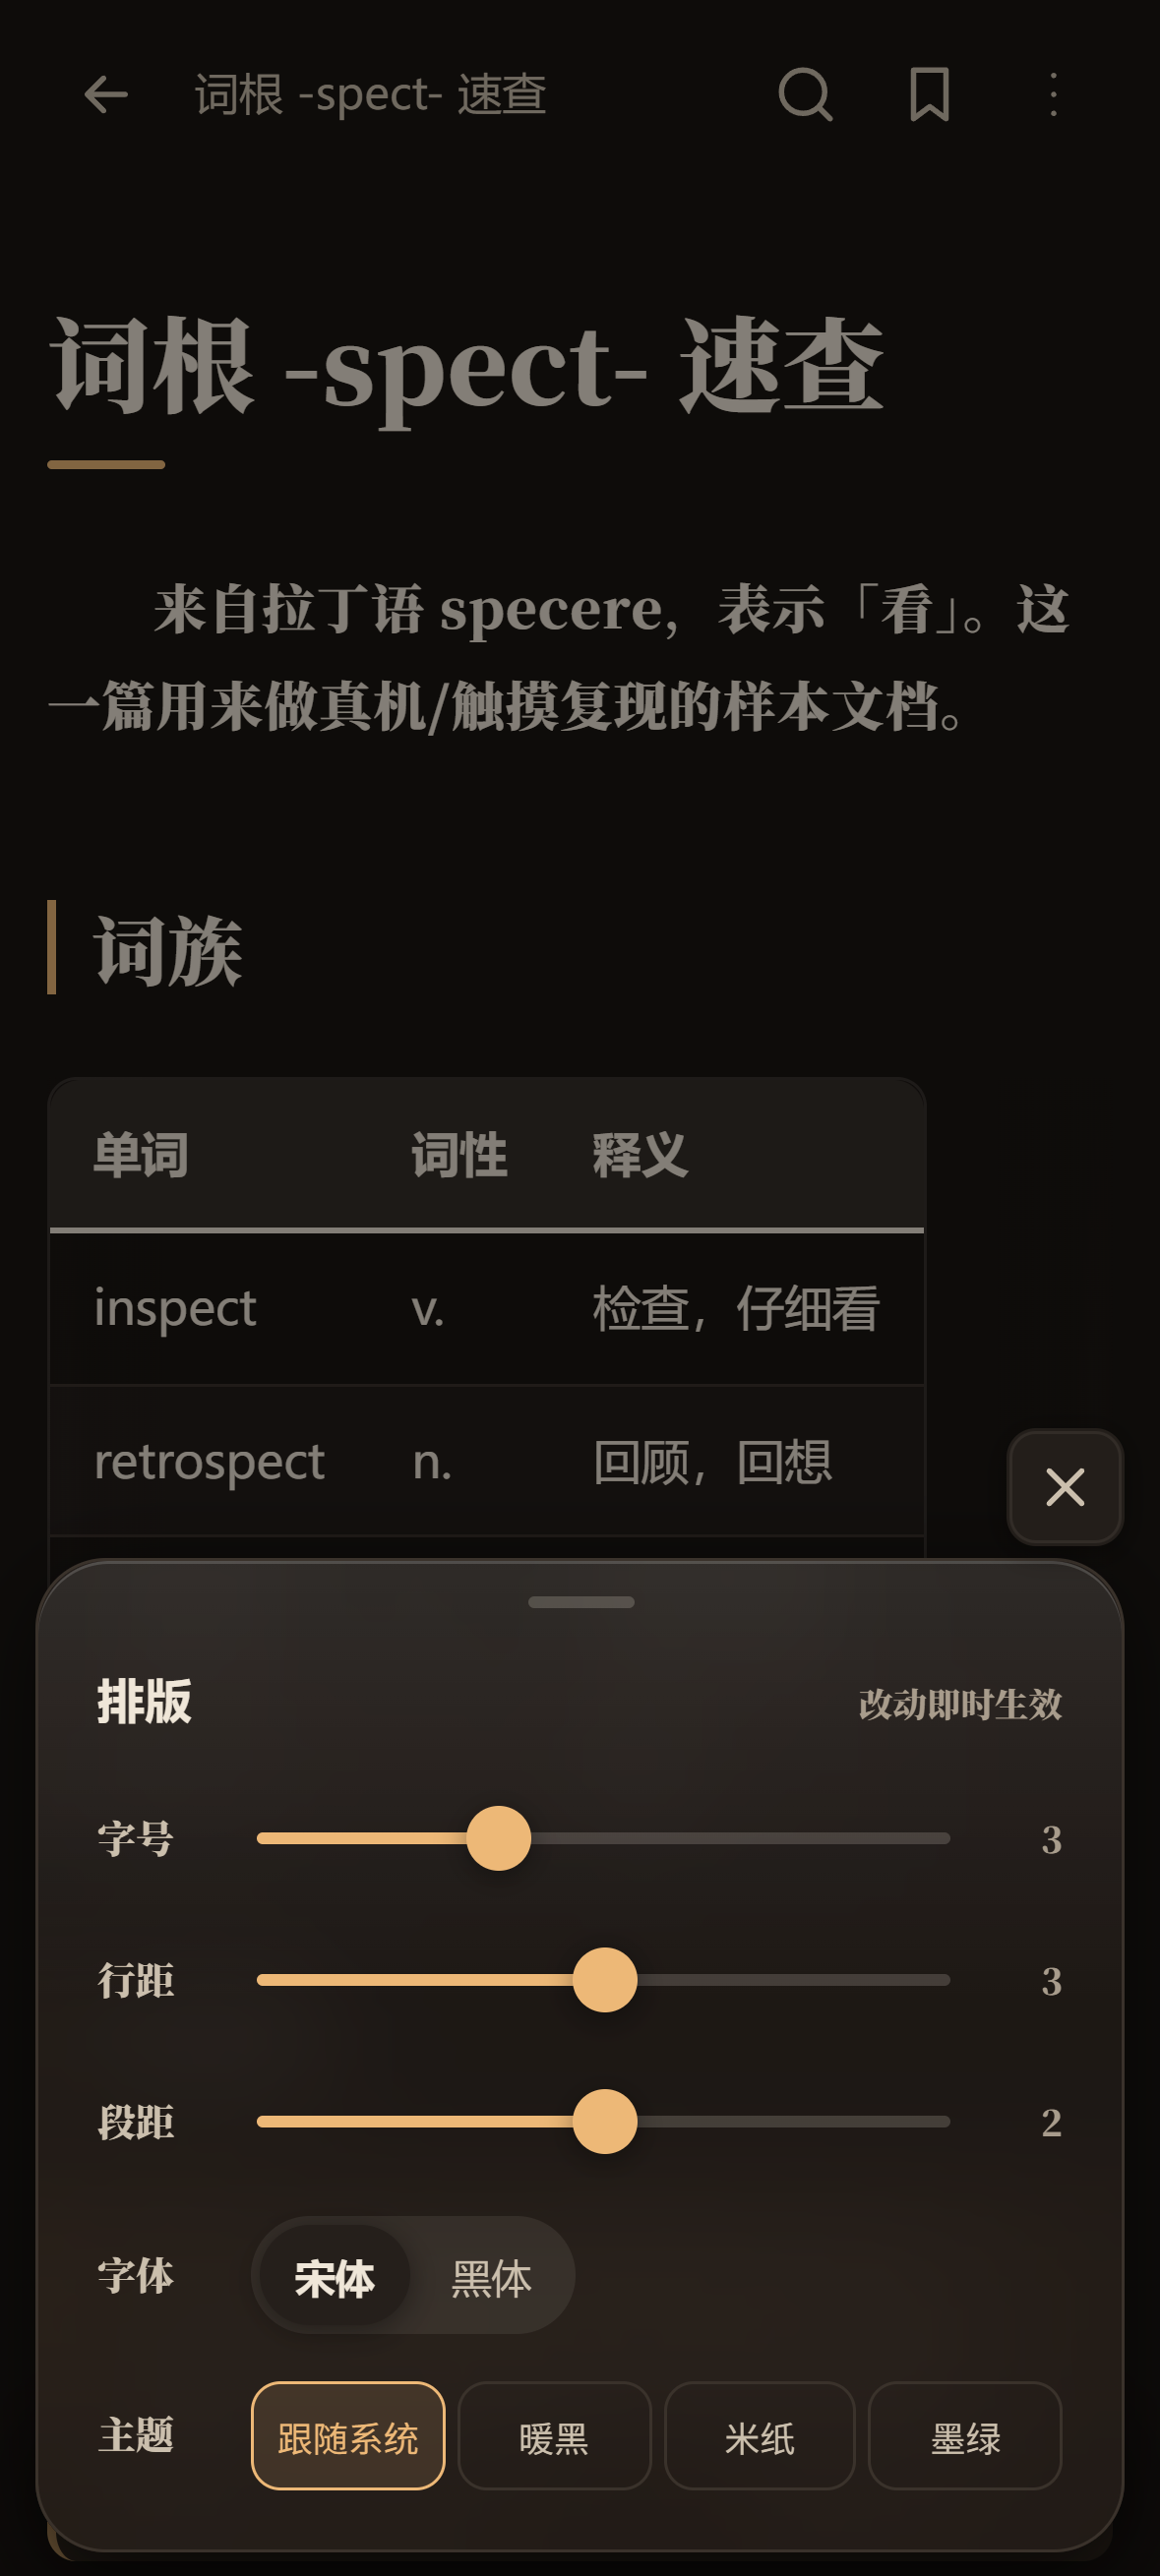 词根 -spect- 速查
词根 -spect- 速查
来自拉丁语 specere，表示「看」。这
一篇用来做真机/触摸复现的样本文档。
词族
单词 词性 释义
inspect v. 检查，仔细看
retrospect n. 回顾，回想
排版 改动即时生效
字号 3
行距 3
段距 2
字体 宋体 黑体
主题 跟随系统 暖黑 米纸 墨绿